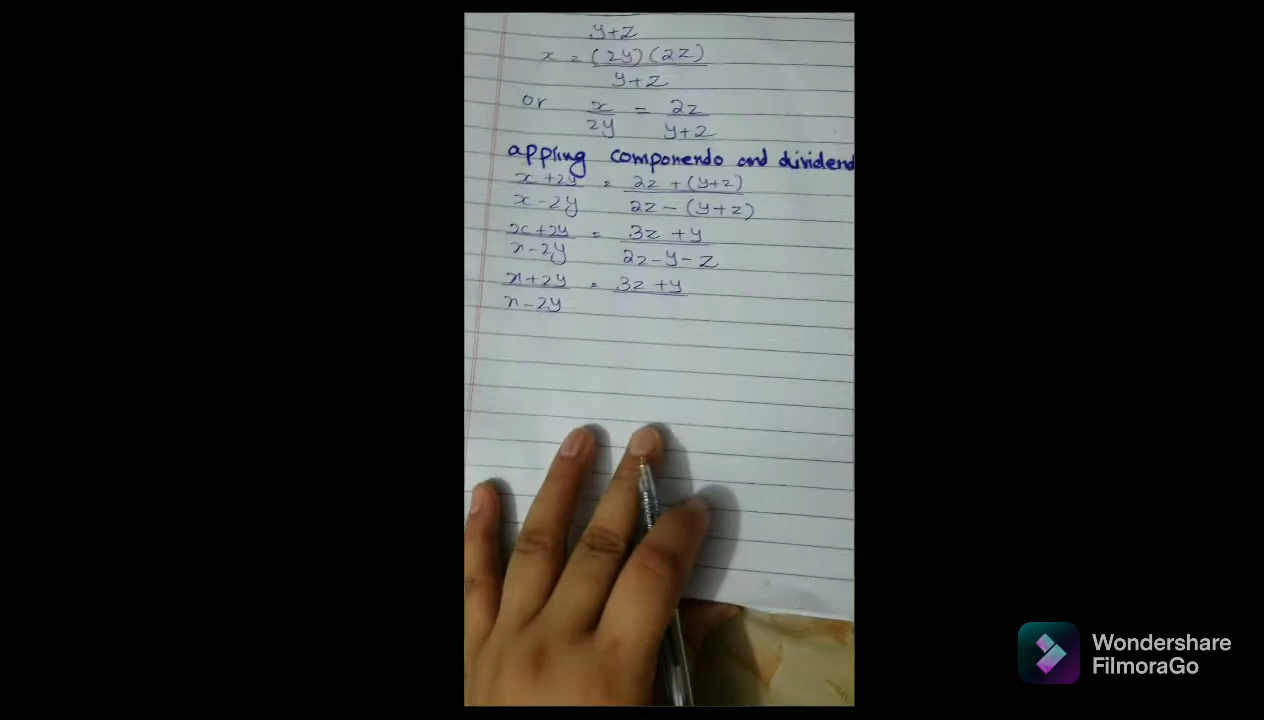 y+z
x = (2y)(2z)
y+z
or x = 2z
2y y+z
appling componendo and dividend
x+2y = 2z+(y+z)
x-2y 2z-(y+z)
x+2y = 3z+y
x-2y 2z-y-z
x+2y = 3z+y
x-2y
Wondershare
FilmoraGo